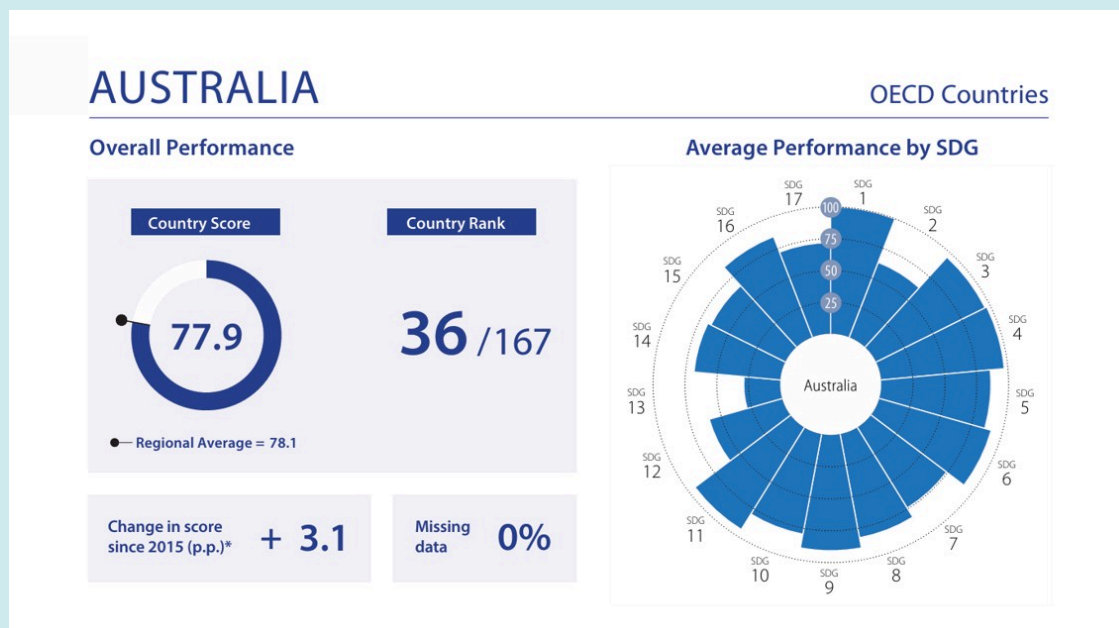 AUSTRALIA
OECD Countries
Overall Performance
Average Performance by SDG
Country Score
Country Rank
77.9
36 /167
Regional Average = 78.1
Change in score
since 2015 (p.p.)*
+ 3.1
Missing
data
0%
SDG
1
SDG
2
SDG
3
SDG
4
SDG
5
SDG
6
SDG
7
SDG
8
SDG
9
SDG
10
SDG
11
SDG
12
SDG
13
SDG
14
SDG
15
SDG
16
SDG
17
100
75
50
25
Australia